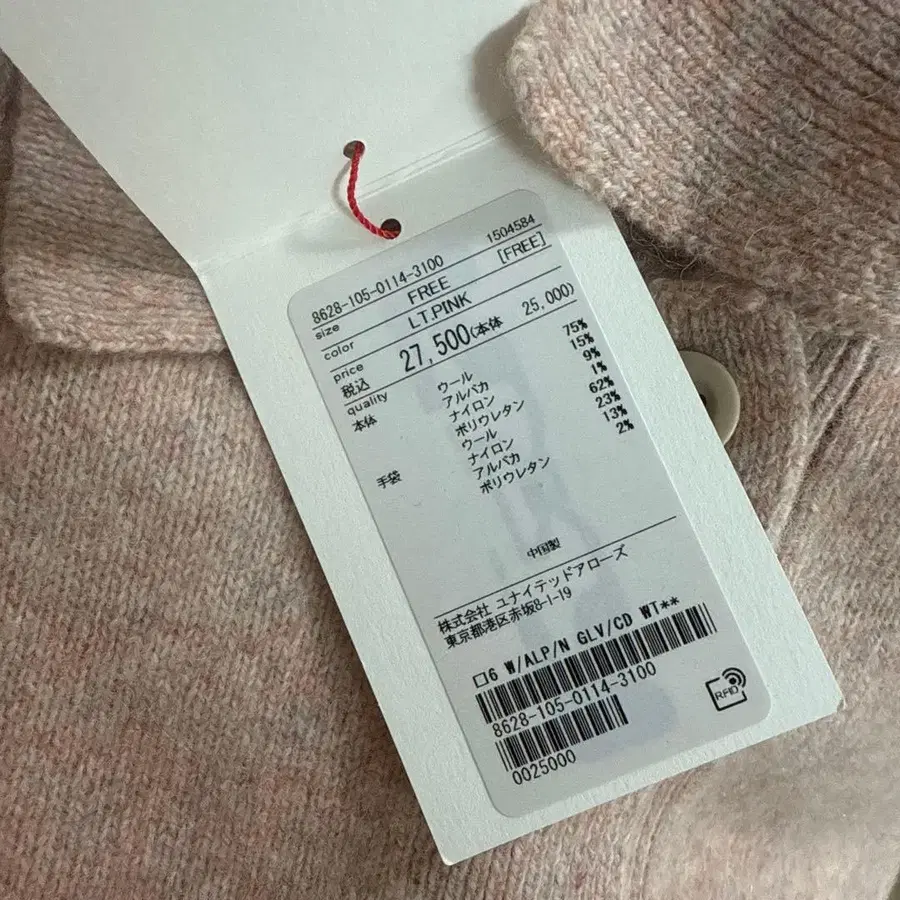 8628-105-0114-3100 1504584
size FREE [FREE]
color LT.PINK
price
税込 27,500(本体 25,000)
quality
本体 ウール 75%
アルパカ 15%
ナイロン 9%
ポリウレタン 1%
手袋 ウール 62%
ナイロン 23%
アルパカ 13%
ポリウレタン 2%
中国製
株式会社 ユナイテッドアローズ
東京都港区赤坂8-1-19
□6 W/ALP/N GLV/CD WT**
8628-105-0114-3100
0025000
RFID